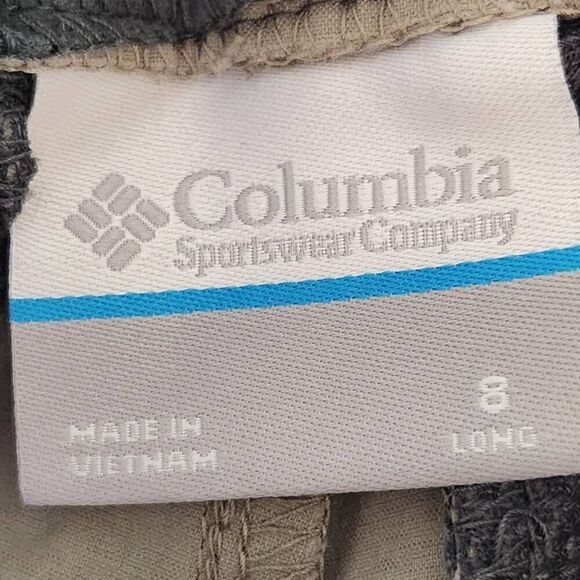 Columbia
Sportswear Company
8
LONG
MADE IN
VIETNAM